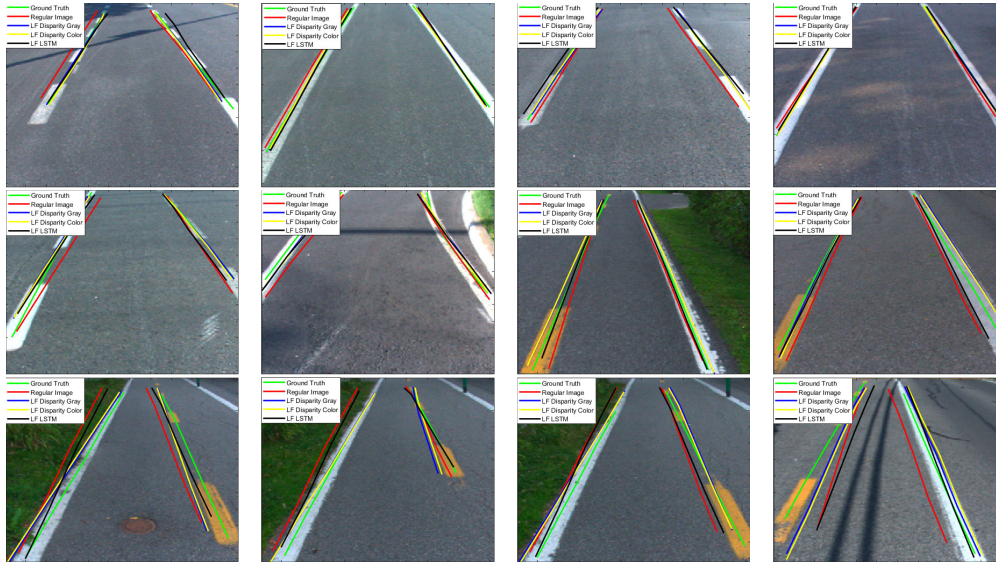 Ground Truth
Regular Image
LF Disparity Gray
LF Disparity Color
LF LSTM
Ground Truth
Regular Image
LF Disparity Gray
LF Disparity Color
LF LSTM
Ground Truth
Regular Image
LF Disparity Gray
LF Disparity Color
LF LSTM
Ground Truth
Regular Image
LF Disparity Gray
LF Disparity Color
LF LSTM
Ground Truth
Regular Image
LF Disparity Gray
LF Disparity Color
LF LSTM
Ground Truth
Regular Image
LF Disparity Gray
LF Disparity Color
LF LSTM
Ground Truth
Regular Image
LF Disparity Gray
LF Disparity Color
LF LSTM
Ground Truth
Regular Image
LF Disparity Gray
LF Disparity Color
LF LSTM
Ground Truth
Regular Image
LF Disparity Gray
LF Disparity Color
LF LSTM
Ground Truth
Regular Image
LF Disparity Gray
LF Disparity Color
LF LSTM
Ground Truth
Regular Image
LF Disparity Gray
LF Disparity Color
LF LSTM
Ground Truth
Regular Image
LF Disparity Gray
LF Disparity Color
LF LSTM